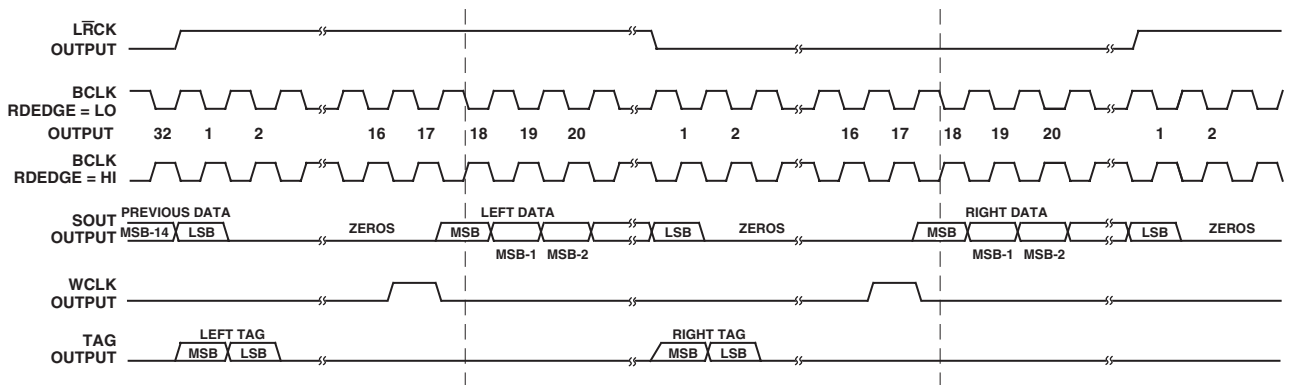 LRCK
OUTPUT
BCLK
RDEDGE = LO
OUTPUT 32 1 2 16 17 18 19 20 1 2 16 17 18 19 20 1 2
BCLK
RDEDGE = HI
PREVIOUS DATA LEFT DATA RIGHT DATA
SOUT
OUTPUT MSB-14 LSB ZEROS MSB LSB ZEROS MSB LSB ZEROS
MSB-1 MSB-2 MSB-1 MSB-2
WCLK
OUTPUT
LEFT TAG RIGHT TAG
TAG
OUTPUT MSB LSB MSB LSB